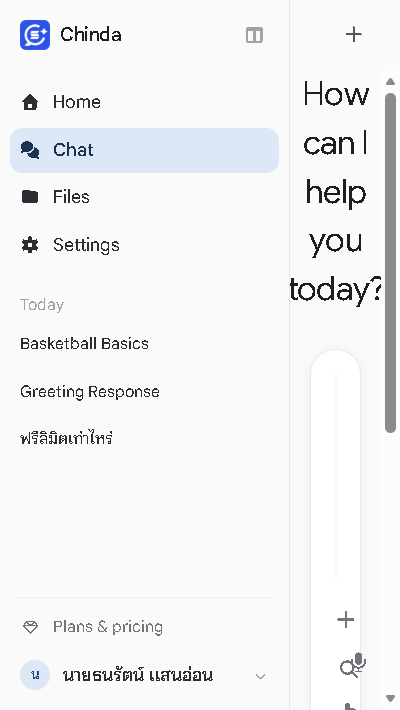 Chinda
Home
Chat
Files
Settings
Today
Basketball Basics
Greeting Response
ฟรีลิมิตเท่าไหร่
Plans & pricing
น
นายธนรัตน์ แสนอ่อน
How
can I
help
you
today?